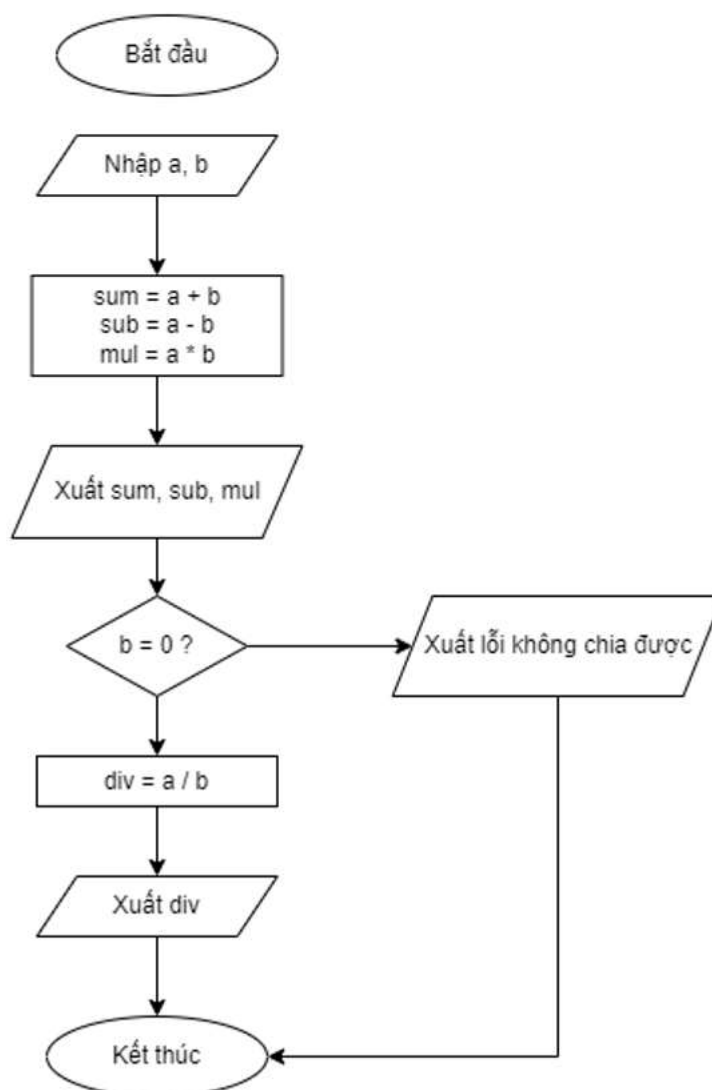 Bắt đầu
Nhập a, b
sum = a + b
sub = a - b
mul = a * b
Xuất sum, sub, mul
b = 0 ?
Xuất lỗi không chia được
div = a / b
Xuất div
Kết thúc